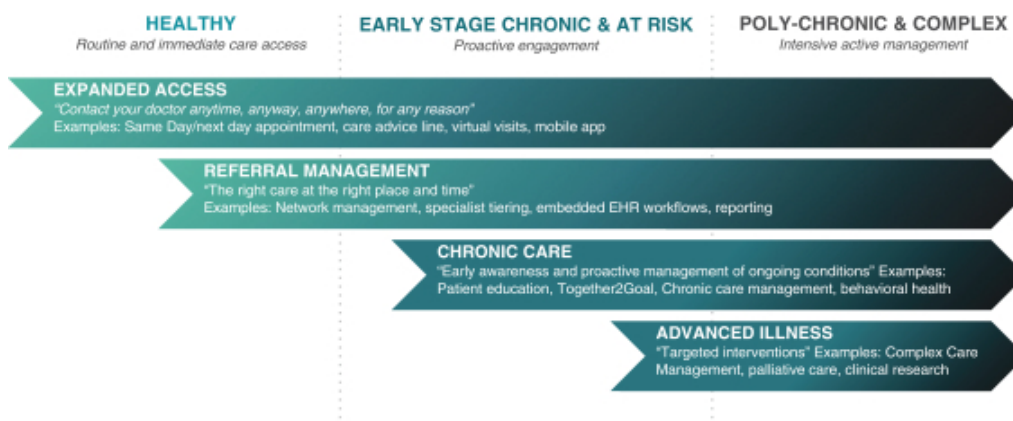 HEALTHY
Routine and immediate care access
EARLY STAGE CHRONIC & AT RISK
Proactive engagement
POLY-CHRONIC & COMPLEX
Intensive active management
EXPANDED ACCESS
"Contact your doctor anytime, anyway, anywhere, for any reason"
Examples: Same Day/next day appointment, care advice line, virtual visits, mobile app
REFERRAL MANAGEMENT
"The right care at the right place and time"
Examples: Network management, specialist tiering, embedded EHR workflows, reporting
CHRONIC CARE
"Early awareness and proactive management of ongoing conditions" Examples:
Patient education, Together2Goal, Chronic care management, behavioral health
ADVANCED ILLNESS
"Targeted interventions" Examples: Complex Care
Management, palliative care, clinical research